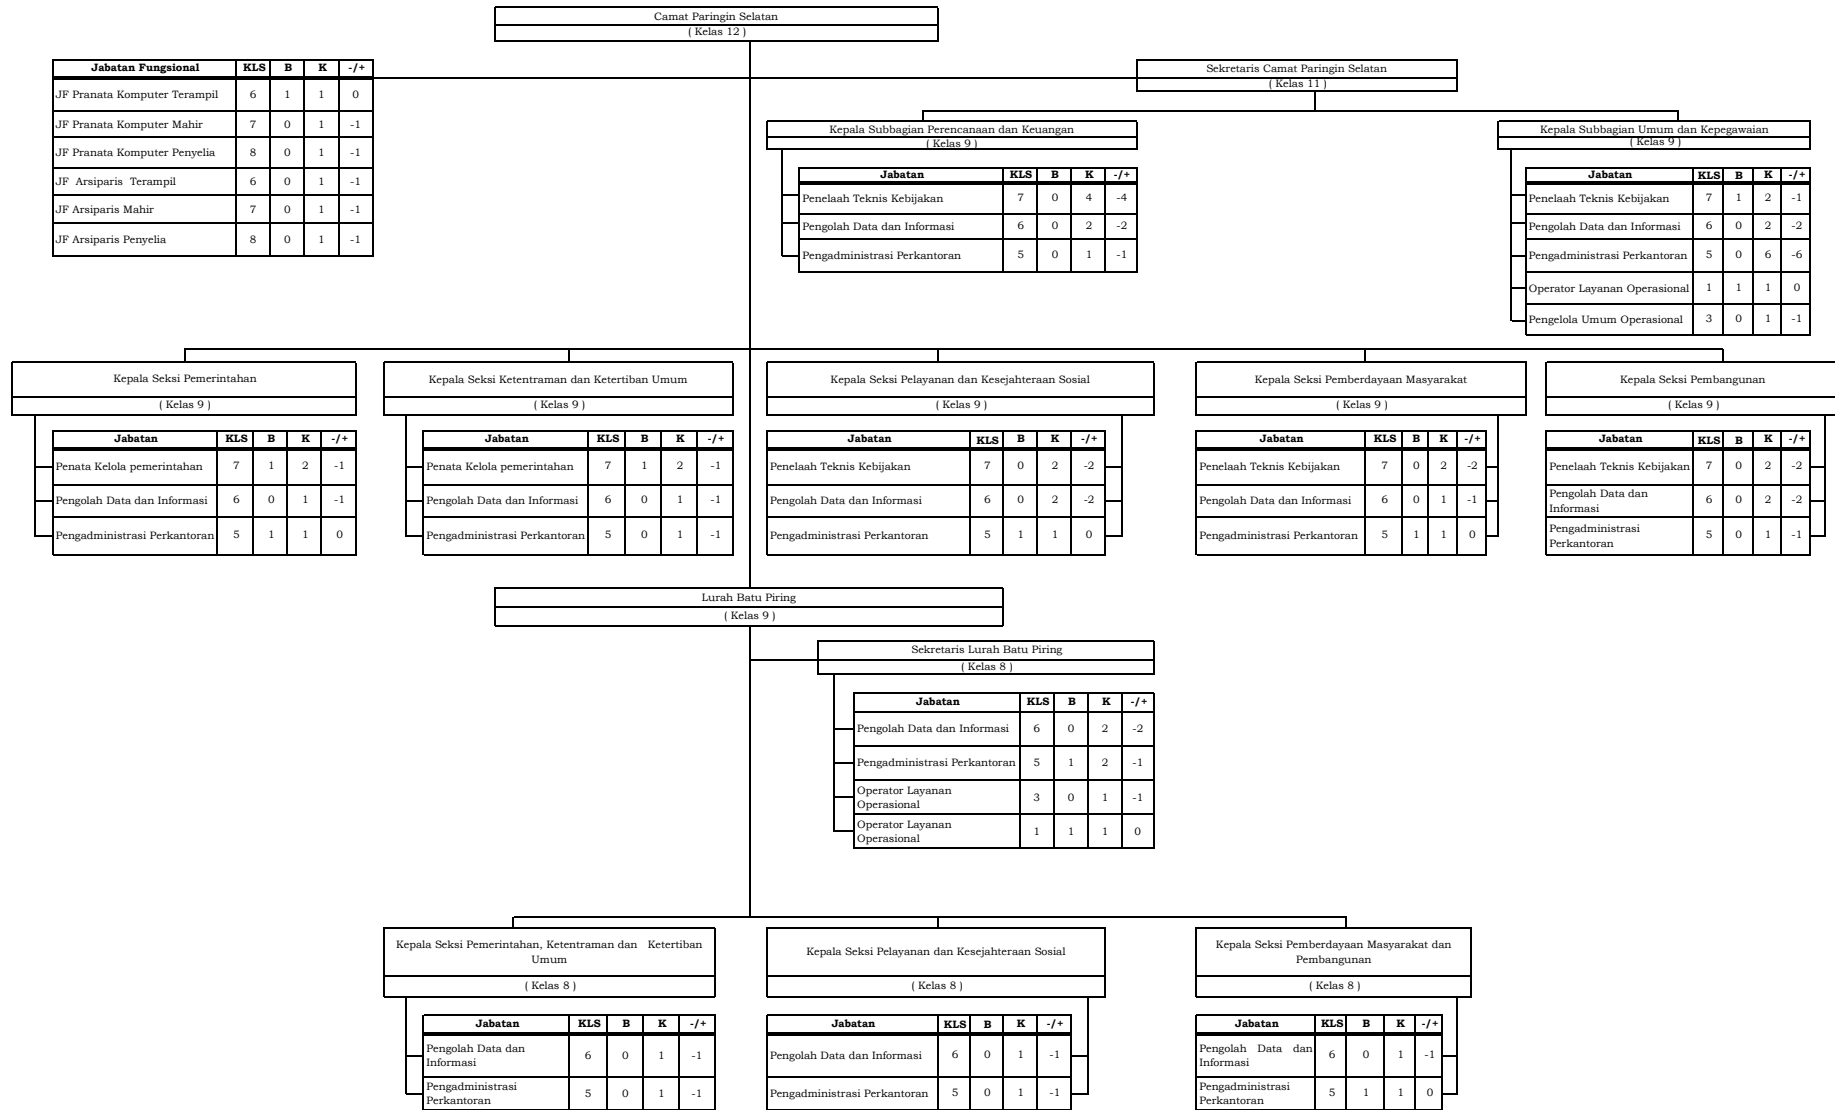 Camat Paringin Selatan
( Kelas 12 )
Jabatan Fungsional KLS B K -/+
JF Pranata Komputer Terampil 6 1 1 0
JF Pranata Komputer Mahir 7 0 1 -1
JF Pranata Komputer Penyelia 8 0 1 -1
JF Arsiparis Terampil 6 0 1 -1
JF Arsiparis Mahir 7 0 1 -1
JF Arsiparis Penyelia 8 0 1 -1
Sekretaris Camat Paringin Selatan
( Kelas 11 )
Kepala Subbagian Perencanaan dan Keuangan
( Kelas 9 )
Jabatan KLS B K -/+
Penelaah Teknis Kebijakan 7 0 4 -4
Pengolah Data dan Informasi 6 0 2 -2
Pengadministrasi Perkantoran 5 0 1 -1
Kepala Subbagian Umum dan Kepegawaian
( Kelas 9 )
Jabatan KLS B K -/+
Penelaah Teknis Kebijakan 7 1 2 -1
Pengolah Data dan Informasi 6 0 2 -2
Pengadministrasi Perkantoran 5 0 6 -6
Operator Layanan Operasional 1 1 1 0
Pengelola Umum Operasional 3 0 1 -1
Kepala Seksi Pemerintahan
( Kelas 9 )
Jabatan KLS B K -/+
Penata Kelola pemerintahan 7 1 2 -1
Pengolah Data dan Informasi 6 0 1 -1
Pengadministrasi Perkantoran 5 1 1 0
Kepala Seksi Ketentraman dan Ketertiban Umum
( Kelas 9 )
Jabatan KLS B K -/+
Penata Kelola pemerintahan 7 1 2 -1
Pengolah Data dan Informasi 6 0 1 -1
Pengadministrasi Perkantoran 5 0 1 -1
Kepala Seksi Pelayanan dan Kesejahteraan Sosial
( Kelas 9 )
Jabatan KLS B K -/+
Penelaah Teknis Kebijakan 7 0 2 -2
Pengolah Data dan Informasi 6 0 2 -2
Pengadministrasi Perkantoran 5 1 1 0
Kepala Seksi Pemberdayaan Masyarakat
( Kelas 9 )
Jabatan KLS B K -/+
Penelaah Teknis Kebijakan 7 0 2 -2
Pengolah Data dan Informasi 6 0 1 -1
Pengadministrasi Perkantoran 5 1 1 0
Kepala Seksi Pembangunan
( Kelas 9 )
Jabatan KLS B K -/+
Penelaah Teknis Kebijakan 7 0 2 -2
Pengolah Data dan
Informasi 6 0 2 -2
Pengadministrasi
Perkantoran 5 0 1 -1
Lurah Batu Piring
( Kelas 9 )
Sekretaris Lurah Batu Piring
( Kelas 8 )
Jabatan KLS B K -/+
Pengolah Data dan Informasi 6 0 2 -2
Pengadministrasi Perkantoran 5 1 2 -1
Operator Layanan
Operasional 3 0 1 -1
Operator Layanan
Operasional 1 1 1 0
Kepala Seksi Pemerintahan, Ketentraman dan Ketertiban
Umum
( Kelas 8 )
Jabatan KLS B K -/+
Pengolah Data dan
Informasi 6 0 1 -1
Pengadministrasi
Perkantoran 5 0 1 -1
Kepala Seksi Pelayanan dan Kesejahteraan Sosial
( Kelas 8 )
Jabatan KLS B K -/+
Pengolah Data dan Informasi 6 0 1 -1
Pengadministrasi Perkantoran 5 0 1 -1
Kepala Seksi Pemberdayaan Masyarakat dan
Pembangunan
( Kelas 8 )
Jabatan KLS B K -/+
Pengolah Data dan
Informasi 6 0 1 -1
Pengadministrasi
Perkantoran 5 1 1 0